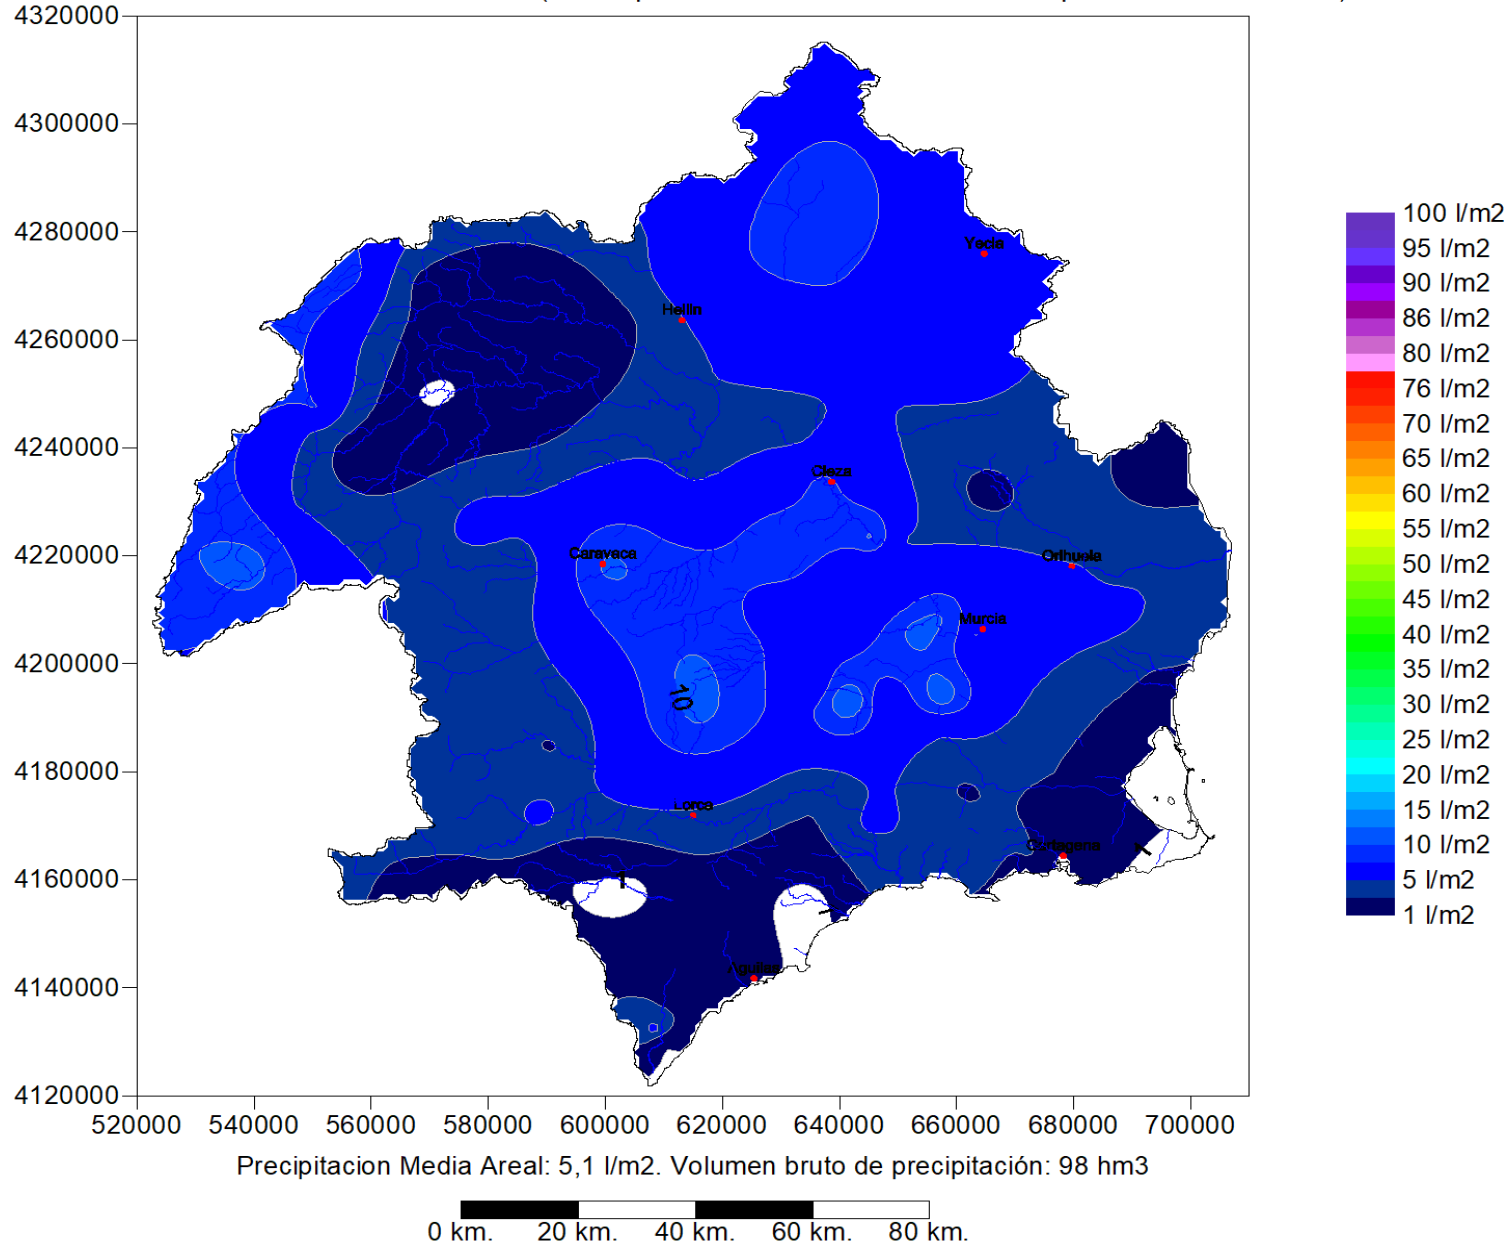 4320000
4300000
4280000
4260000
4240000
4220000
4200000
4180000
4160000
4140000
4120000
520000 540000 560000 580000 600000 620000 640000 660000 680000 700000
Yecla
Hellin
Cieza
Caravaca
Orihuela
Murcia
10
Lorca
Cartagena
1
1
1
Aguilas
100 l/m2
95 l/m2
90 l/m2
86 l/m2
80 l/m2
76 l/m2
70 l/m2
65 l/m2
60 l/m2
55 l/m2
50 l/m2
45 l/m2
40 l/m2
35 l/m2
30 l/m2
25 l/m2
20 l/m2
15 l/m2
10 l/m2
5 l/m2
1 l/m2
Precipitacion Media Areal: 5,1 l/m2. Volumen bruto de precipitación: 98 hm3
0 km. 20 km. 40 km. 60 km. 80 km.